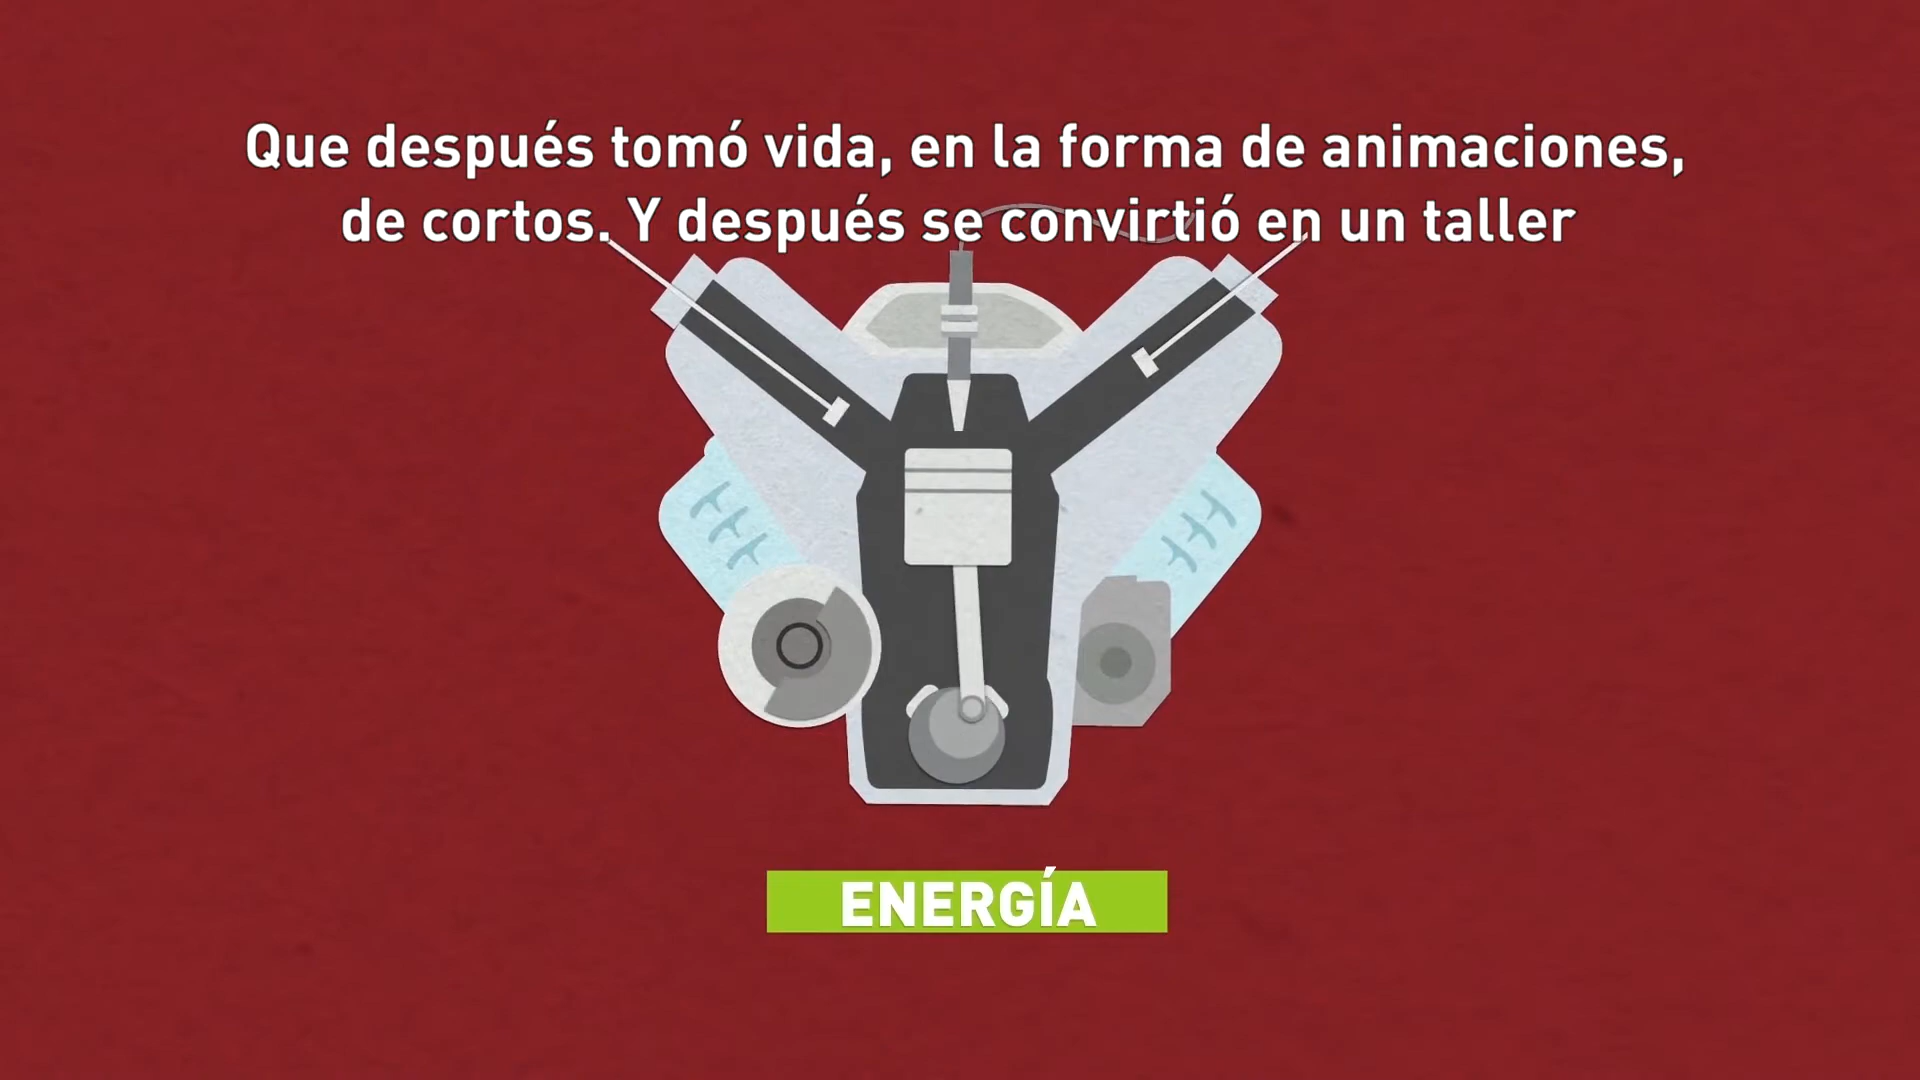 Que después tomó vida, en la forma de animaciones,
de cortos. Y después se convirtió en un taller
ENERGÍA